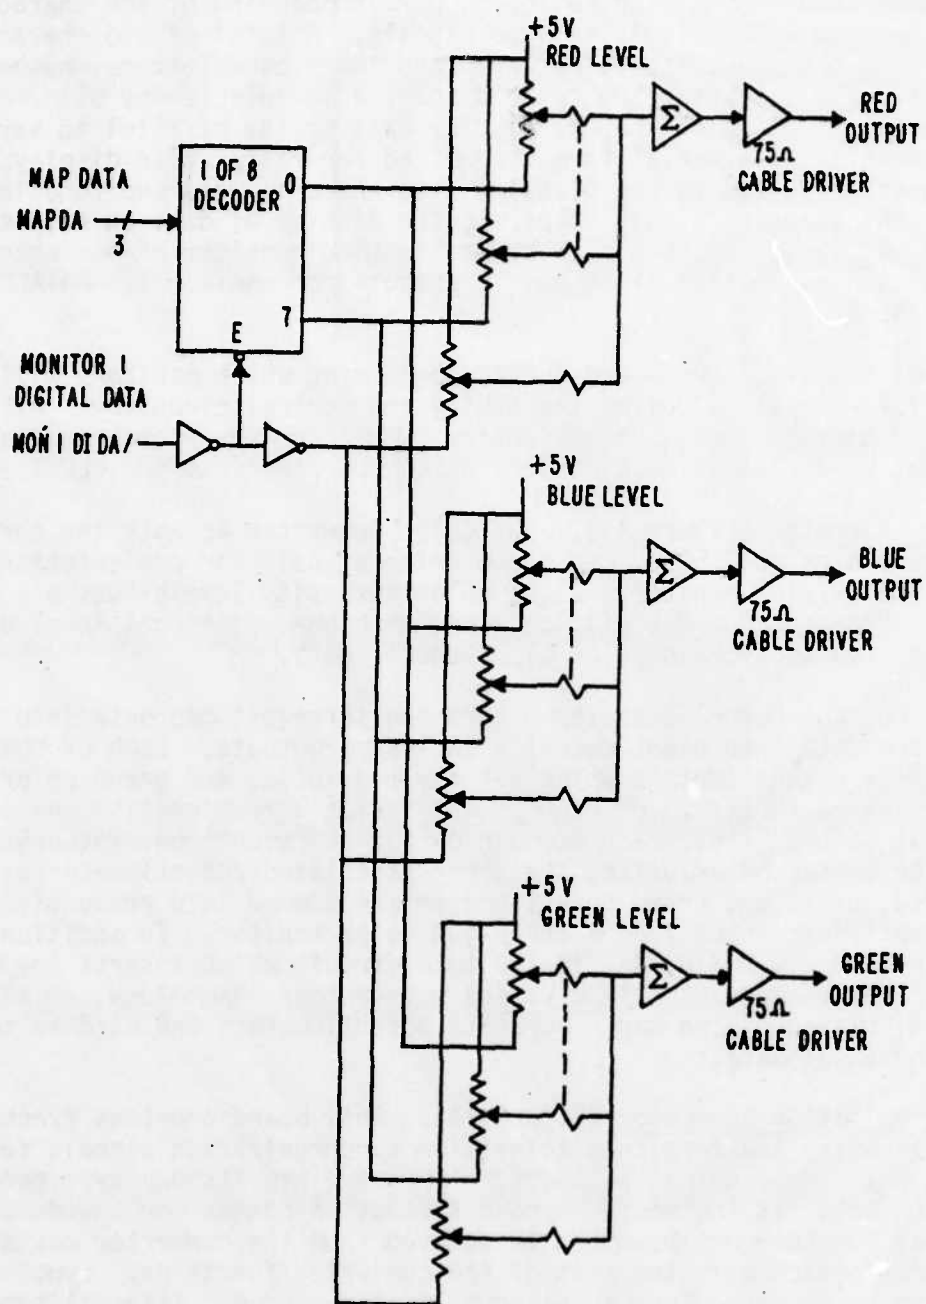 +5V
RED LEVEL
Σ
75Ω
CABLE DRIVER
RED
OUTPUT
MAP DATA
MAPDA
3
1 OF 8
DECODER
0
7
E
MONITOR 1
DIGITAL DATA
MON 1 DIDA/
+5V
BLUE LEVEL
Σ
75Ω
CABLE DRIVER
BLUE
OUTPUT
+5V
GREEN LEVEL
Σ
75Ω
CABLE DRIVER
GREEN
OUTPUT